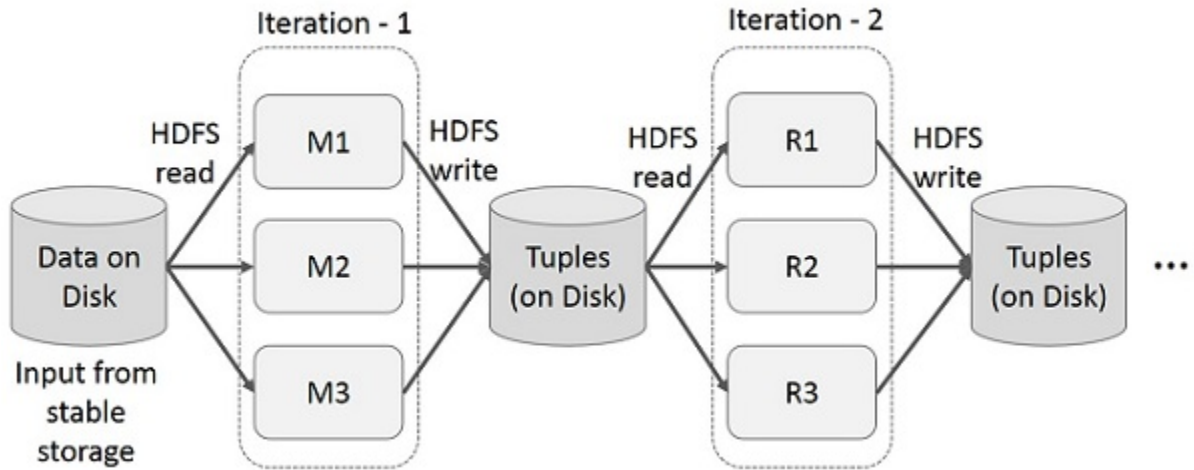 Iteration - 1
Iteration - 2
HDFS
read
M1
HDFS
write
HDFS
read
R1
HDFS
write
Data on
Disk
M2
Tuples
(on Disk)
R2
Tuples
(on Disk)
...
Input from
stable
storage
M3
R3